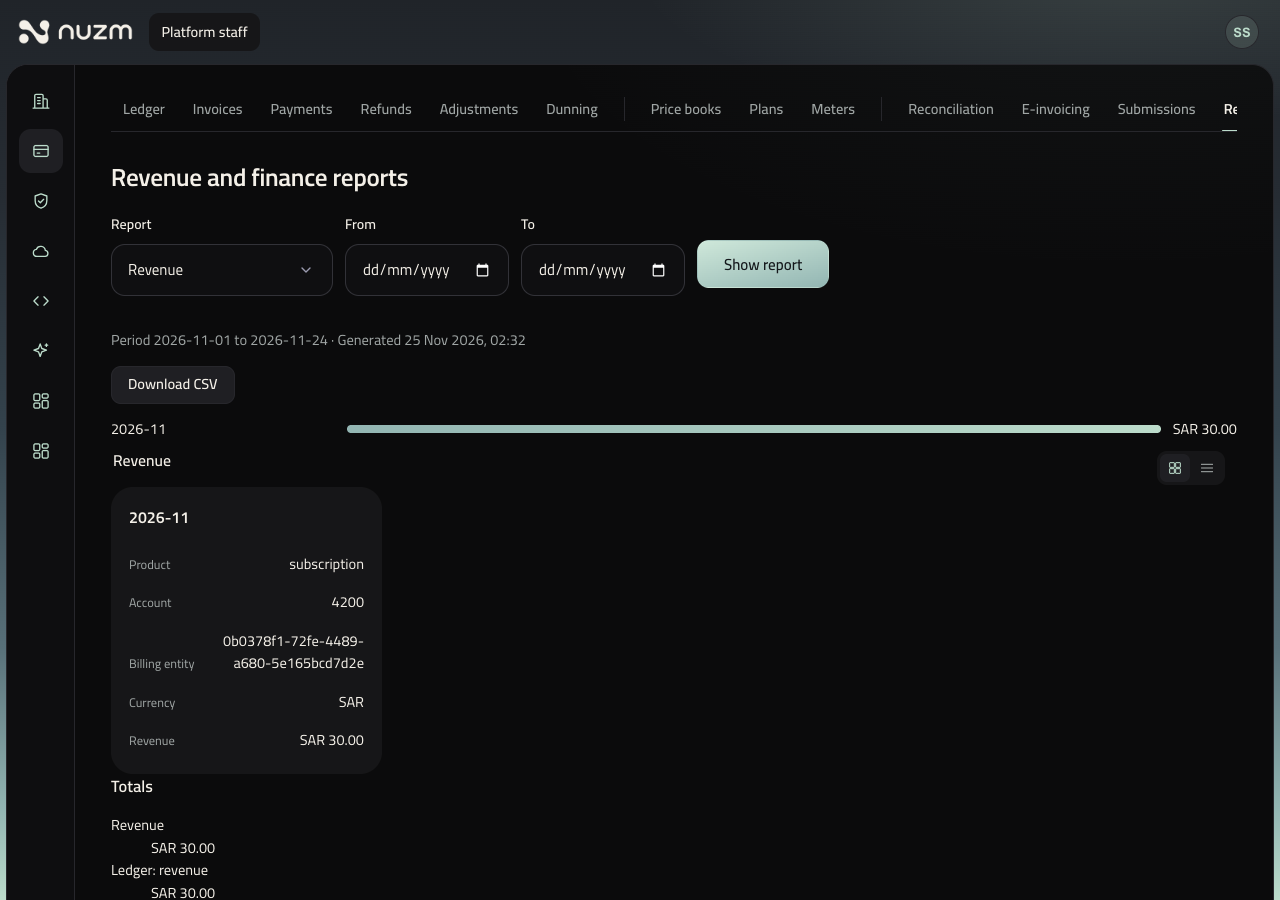 nuzm
Platform staff
SS
Ledger Invoices Payments Refunds Adjustments Dunning Price books Plans Meters Reconciliation E-invoicing Submissions Re
Revenue and finance reports
Report From To
Revenue dd/mm/yyyy dd/mm/yyyy Show report
Period 2026-11-01 to 2026-11-24 · Generated 25 Nov 2026, 02:32
Download CSV
2026-11 SAR 30.00
Revenue
2026-11
Product subscription
Account 4200
Billing entity 0b0378f1-72fe-4489-
a680-5e165bcd7d2e
Currency SAR
Revenue SAR 30.00
Totals
Revenue
SAR 30.00
Ledger: revenue
SAR 30.00